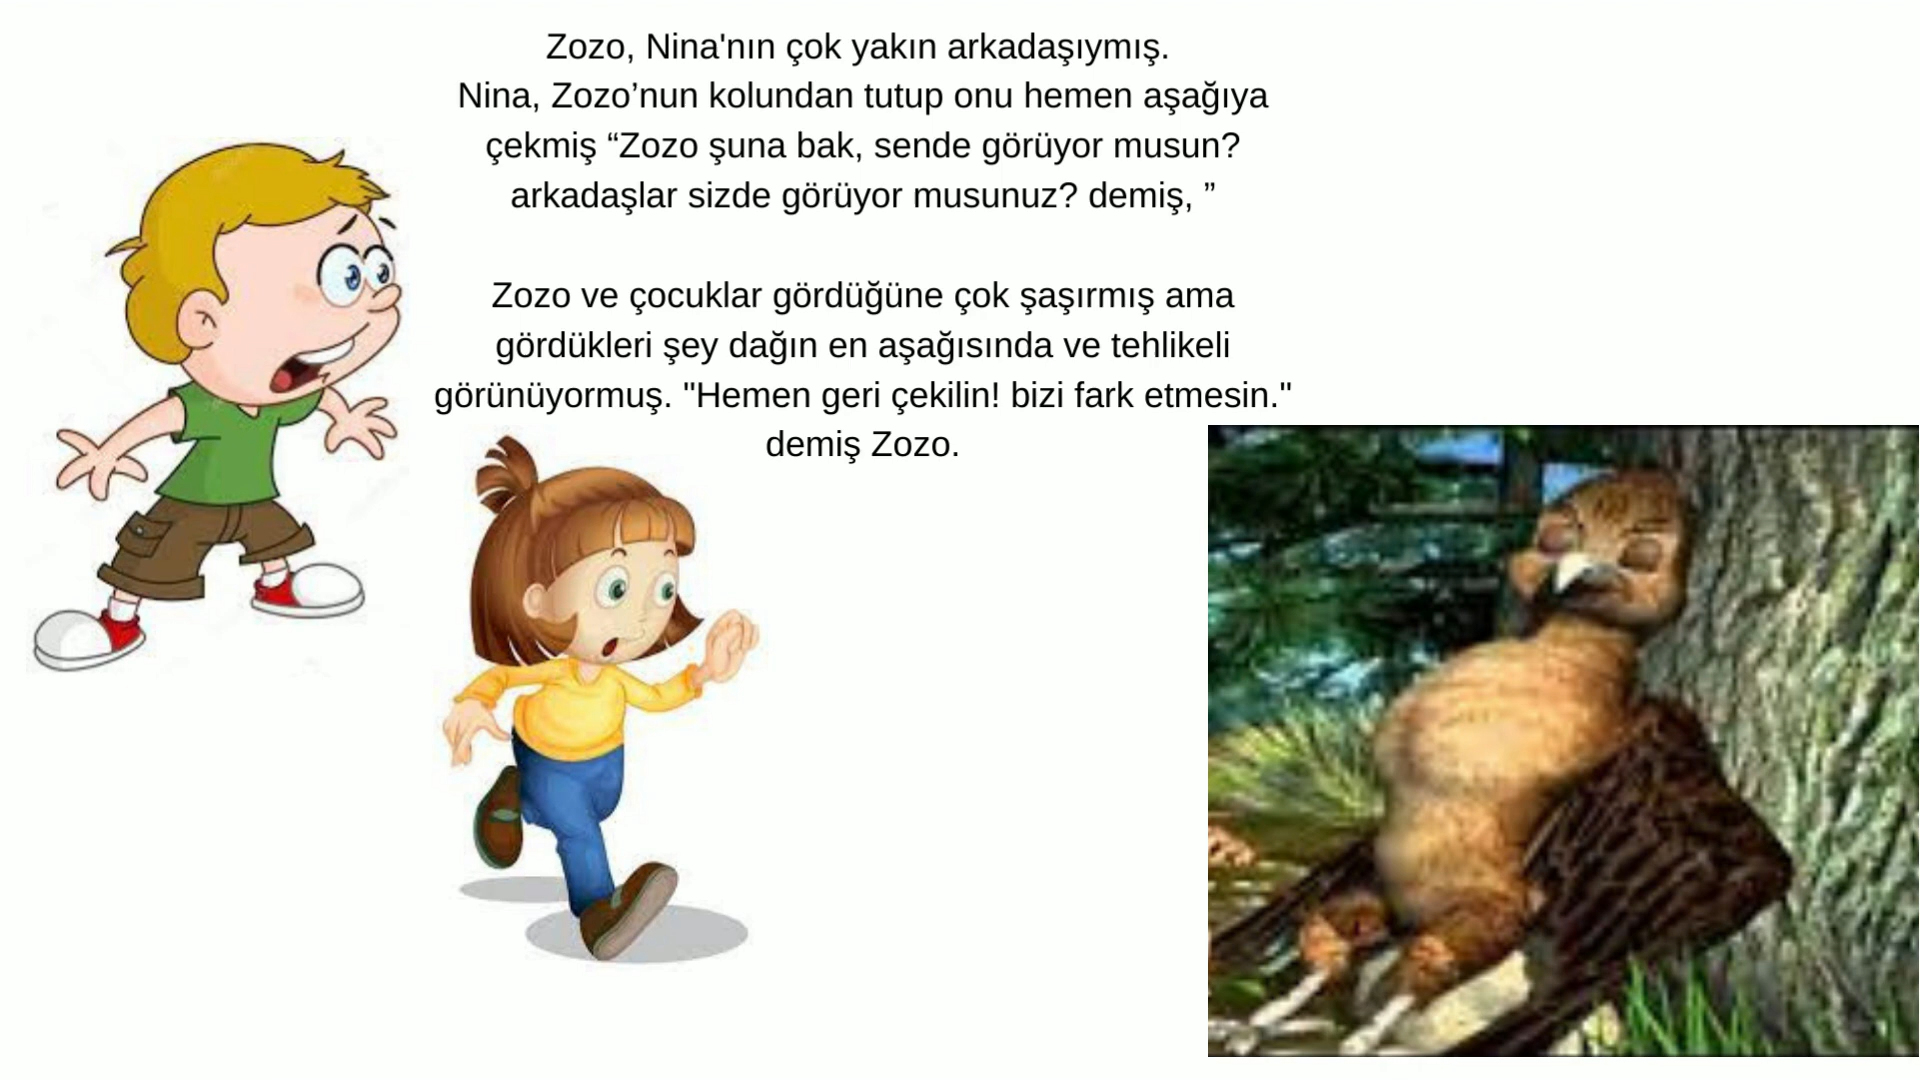 Zozo, Nina'nın çok yakın arkadaşıymış.
Nina, Zozo’nun kolundan tutup onu hemen aşağıya
çekmiş “Zozo şuna bak, sende görüyor musun?
arkadaşlar sizde görüyor musunuz? demiş, ”
Zozo ve çocuklar gördüğüne çok şaşırmış ama
gördükleri şey dağın en aşağısında ve tehlikeli
görünüyormuş. "Hemen geri çekilin! bizi fark etmesin."
demiş Zozo.